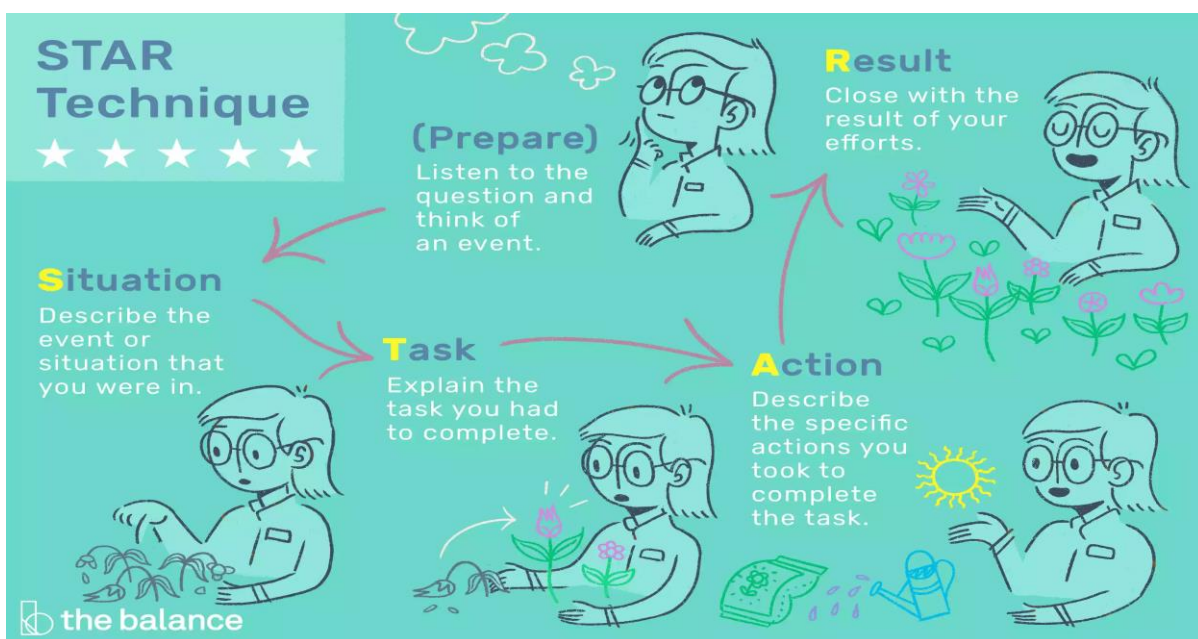 STAR
Technique
(Prepare)
Listen to the
question and
think of
an event.
Situation
Describe the
event or
situation that
you were in.
Task
Explain the
task you had
to complete.
Action
Describe
the specific
actions you
took to
complete
the task.
Result
Close with the
result of your
efforts.
the balance